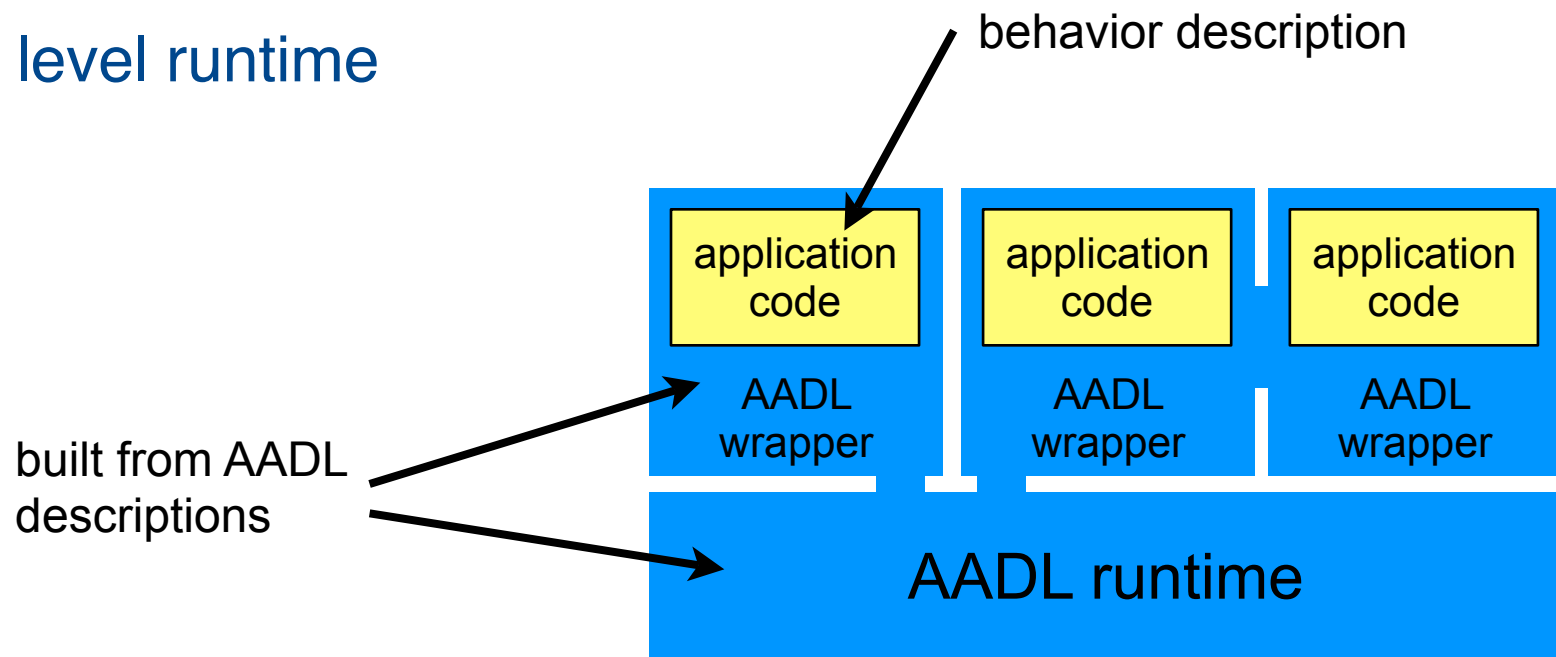 level runtime
behavior description
application
code
application
code
application
code
AADL
wrapper
AADL
wrapper
AADL
wrapper
built from AADL
descriptions
AADL runtime